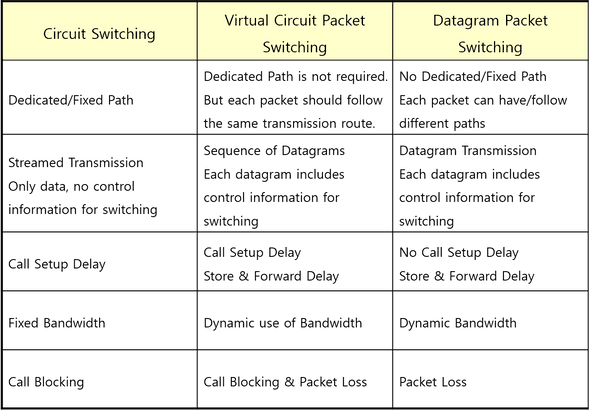 Circuit Switching
Virtual Circuit Packet
Switching
Datagram Packet
Switching
Dedicated/Fixed Path
Dedicated Path is not required.
But each packet should follow
the same transmission route.
No Dedicated/Fixed Path
Each packet can have/follow
different paths
Streamed Transmission
Only data, no control
information for switching
Sequence of Datagrams
Each datagram includes
control information for
switching
Datagram Transmission
Each datagram includes
control information for
switching
Call Setup Delay
Call Setup Delay
Store & Forward Delay
No Call Setup Delay
Store & Forward Delay
Fixed Bandwidth
Dynamic use of Bandwidth
Dynamic Bandwidth
Call Blocking
Call Blocking & Packet Loss
Packet Loss